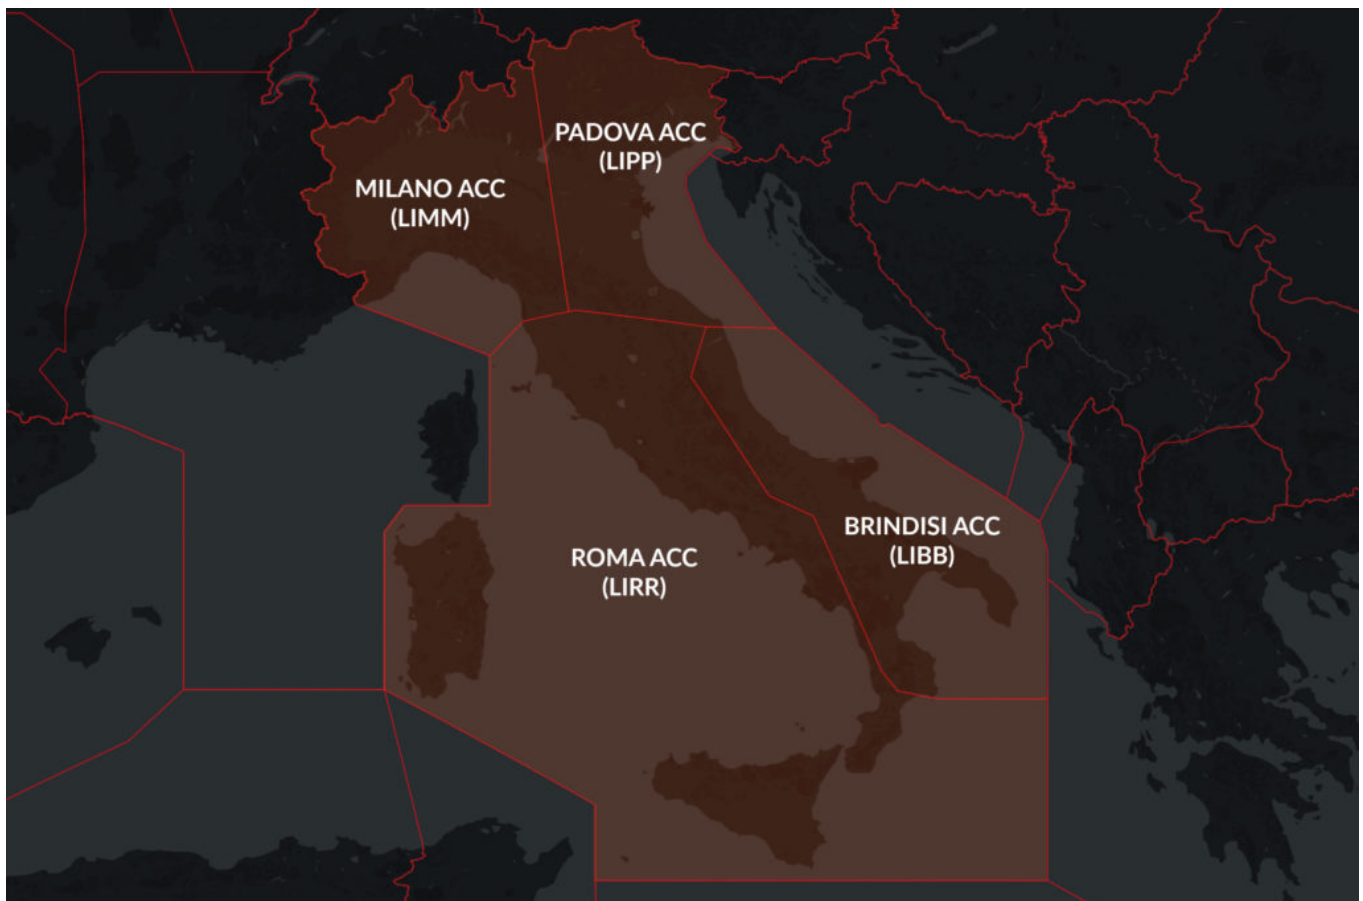 PADOVA ACC
(LIPP)
MILANO ACC
(LIMM)
BRINDISI ACC
(LIBB)
ROMA ACC
(LIRR)